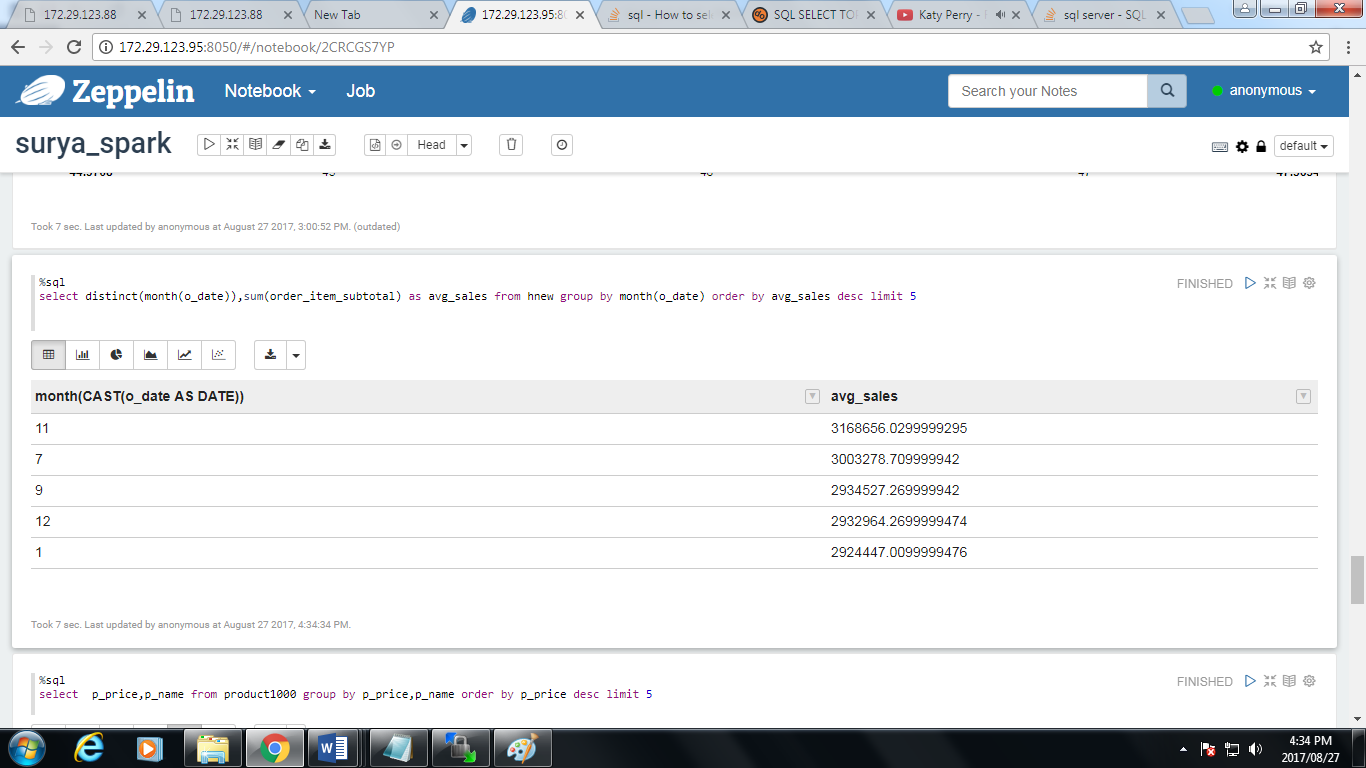 172.29.123.88
172.29.123.88
New Tab
172.29.123.95:80
sql - How to sel
SQL SELECT TO
Katy Perry -
sql server - SQL
172.29.123.95:8050/#/notebook/2CRCGS7YP
Zeppelin
Notebook
Job
Search your Notes
anonymous
surya_spark
Head
default
Took 7 sec. Last updated by anonymous at August 27 2017, 3:00:52 PM. (outdated)
%sql
FINISHED
select distinct(month(o_date)),sum(order_item_subtotal) as avg_sales from hnew group by month(o_date) order by avg_sales desc limit 5
month(CAST(o_date AS DATE)) avg_sales
11 3168656.0299999295
7 3003278.709999942
9 2934527.269999942
12 2932964.2699999474
1 2924447.0099999476
Took 7 sec. Last updated by anonymous at August 27 2017, 4:34:34 PM.
%sql
FINISHED
select  p_price,p_name from product1000 group by p_price,p_name order by p_price desc limit 5
4:34 PM
2017/08/27